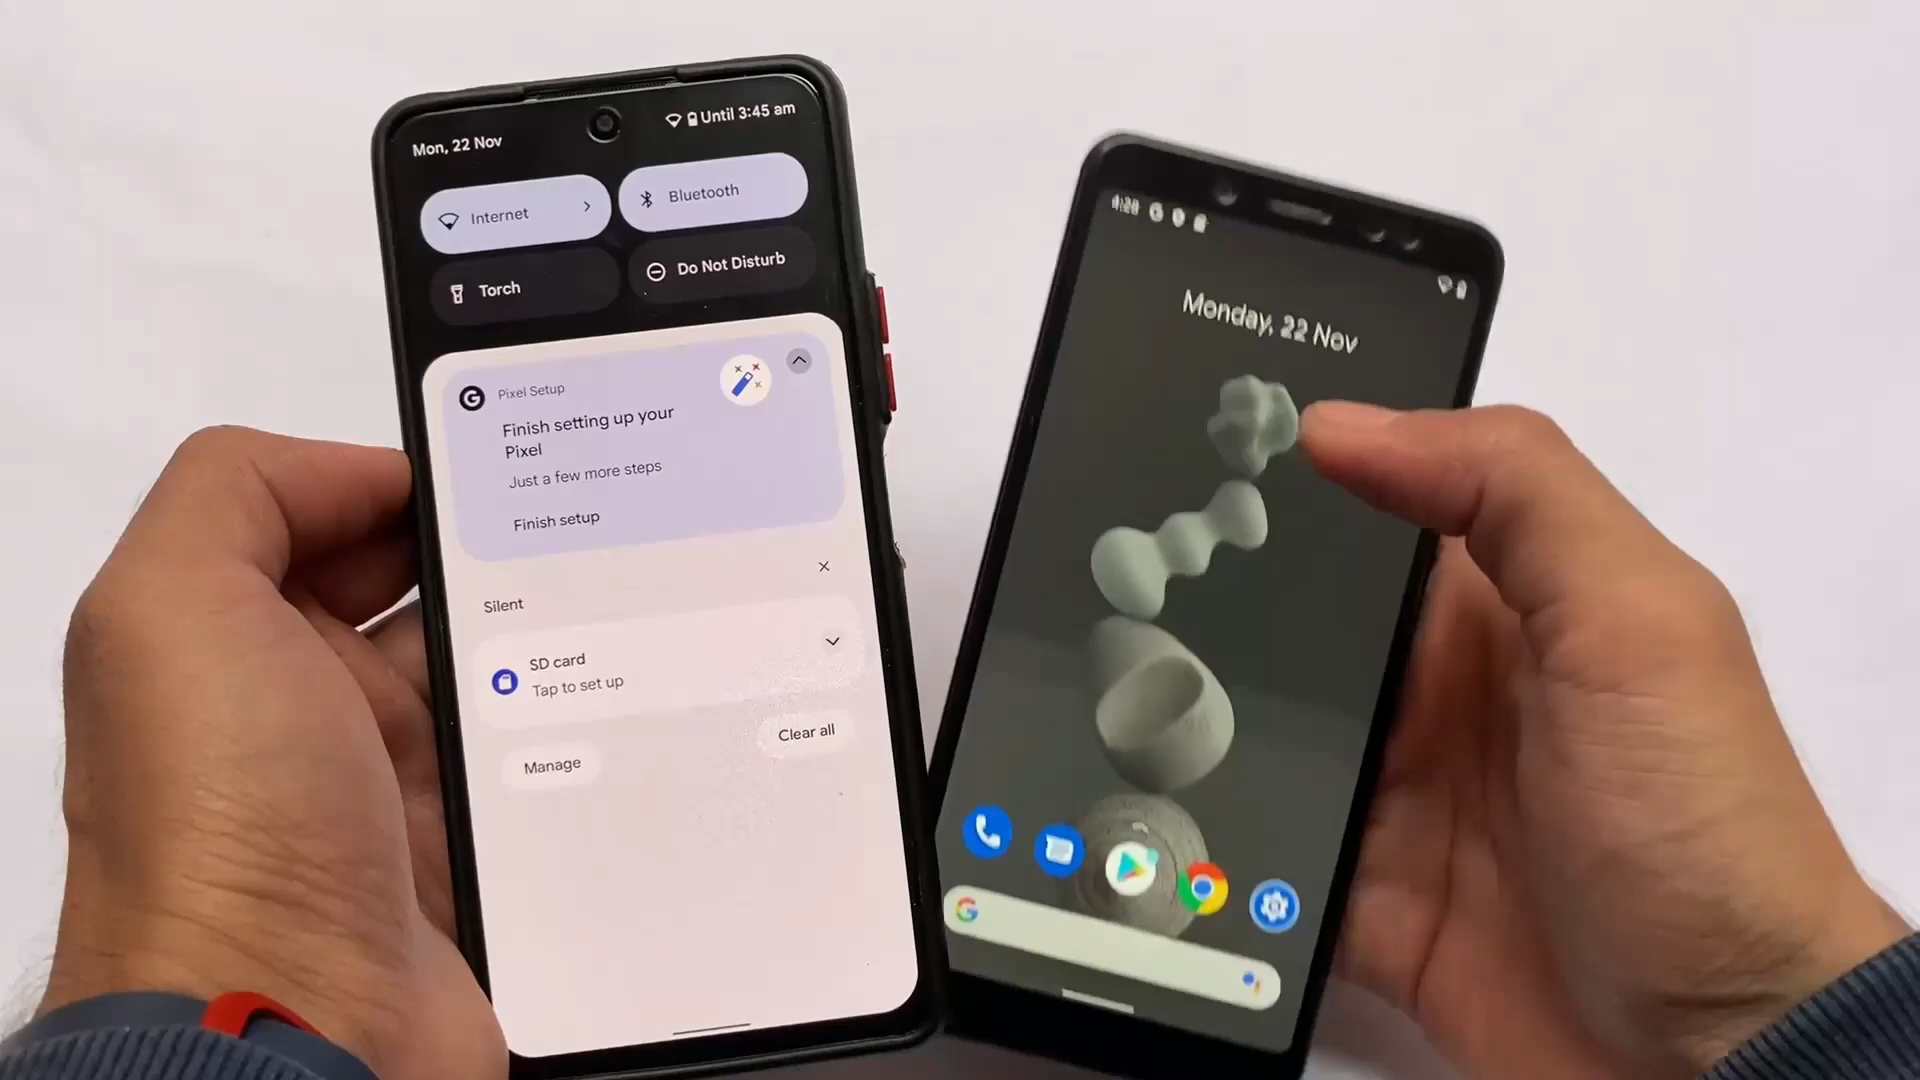 Mon, 22 Nov
Until 3:45 am
Internet
Bluetooth
Torch
Do Not Disturb
G
Pixel Setup
Finish setting up your
Pixel
Just a few more steps
Finish setup
Silent
SD card
Tap to set up
Clear all
Manage
4:28
Monday, 22 Nov
G